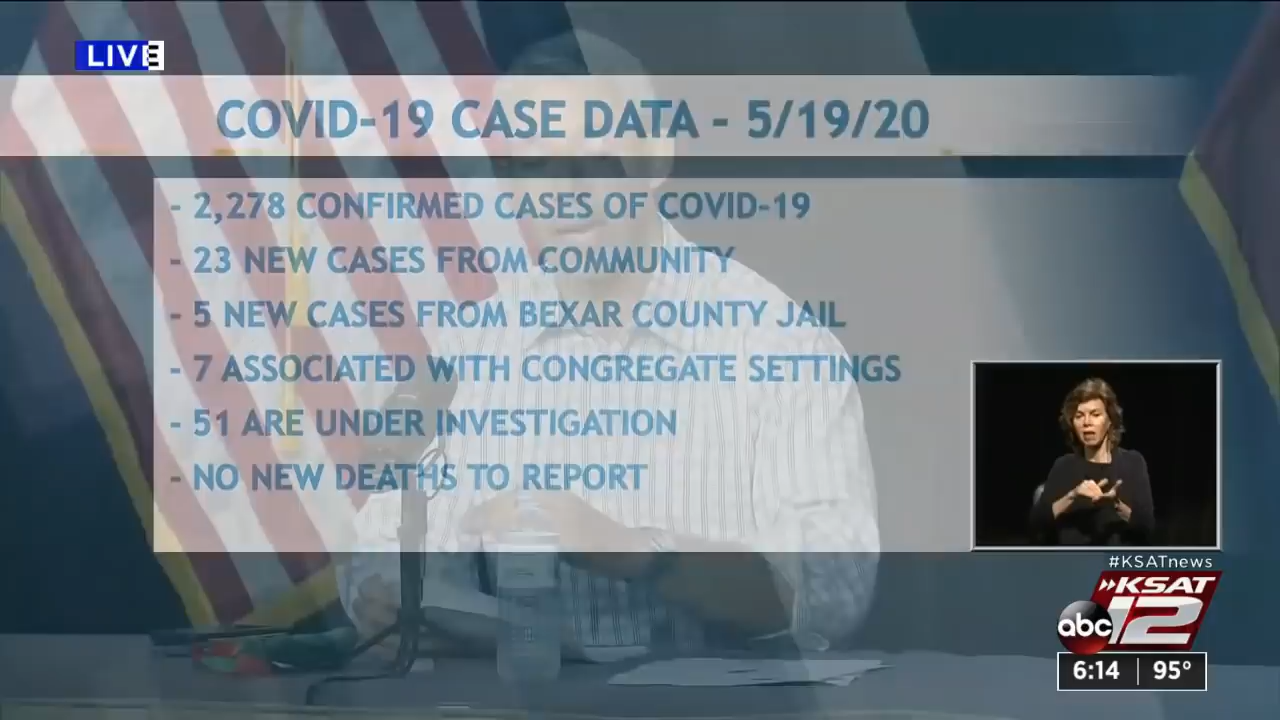 LIVE
COVID-19 CASE DATA - 5/19/20
- 2,278 CONFIRMED CASES OF COVID-19
- 23 NEW CASES FROM COMMUNITY
- 5 NEW CASES FROM BEXAR COUNTY JAIL
- 7 ASSOCIATED WITH CONGREGATE SETTINGS
- 51 ARE UNDER INVESTIGATION
- NO NEW DEATHS TO REPORT
#KSATnews
KSAT
abc 12
6:14 95°